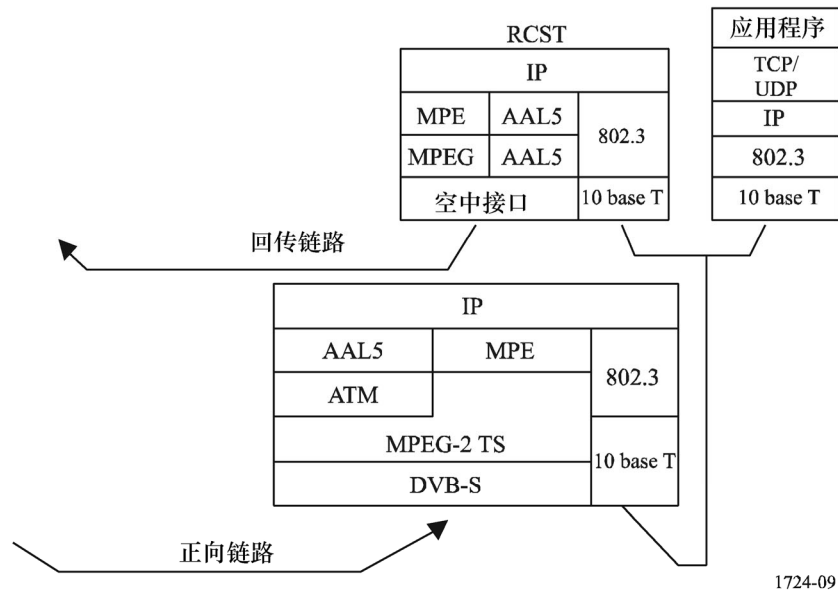 RCST
IP
MPE
AAL5
802.3
MPEG
AAL5
空中接口
10 base T
应用程序
TCP/
UDP
IP
802.3
10 base T
回传链路
IP
AAL5
MPE
802.3
ATM
MPEG-2 TS
10 base T
DVB-S
正向链路
1724-09